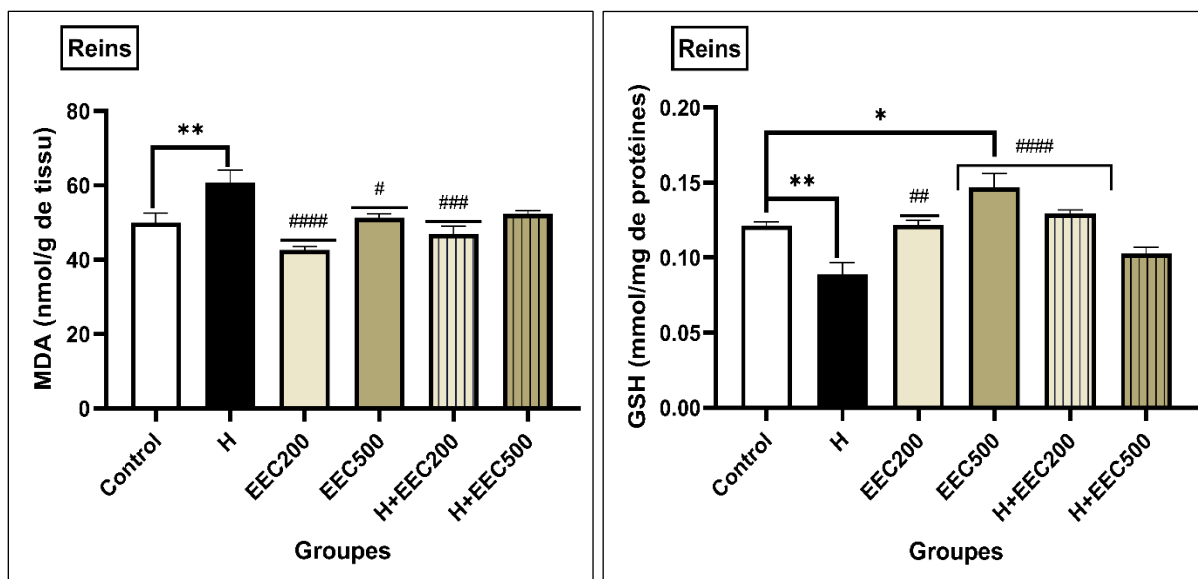 Reins
MDA (nmol/g de tissu)
80
60
40
20
0
**
####
#
###
Control
H
EEC200
EEC500
H+EEC200
H+EEC500
Groupes
Reins
GSH (mmol/mg de protéines)
0.20
0.15
0.10
0.05
0.00
*
**
##
####
Control
H
EEC200
EEC500
H+EEC200
H+EEC500
Groupes